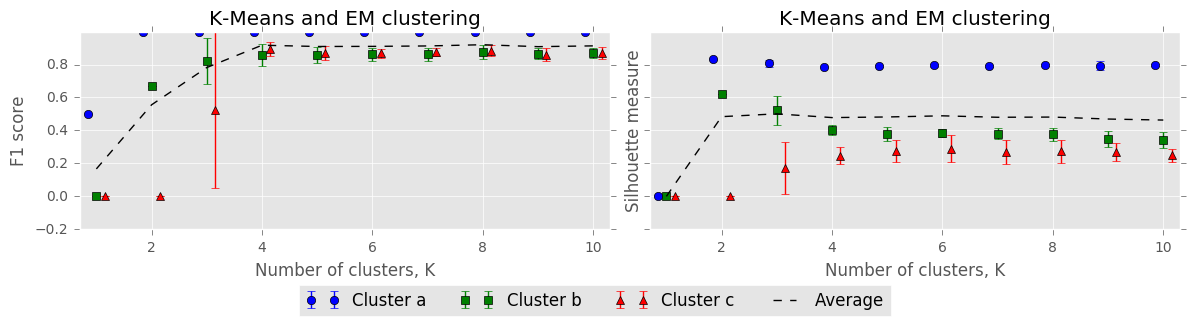 K-Means and EM clustering
F1 score
0.8
0.6
0.4
0.2
0.0
−0.2
2 4 6 8 10
Number of clusters, K
K-Means and EM clustering
Silhouette measure
2 4 6 8 10
Number of clusters, K
Cluster a Cluster b Cluster c Average